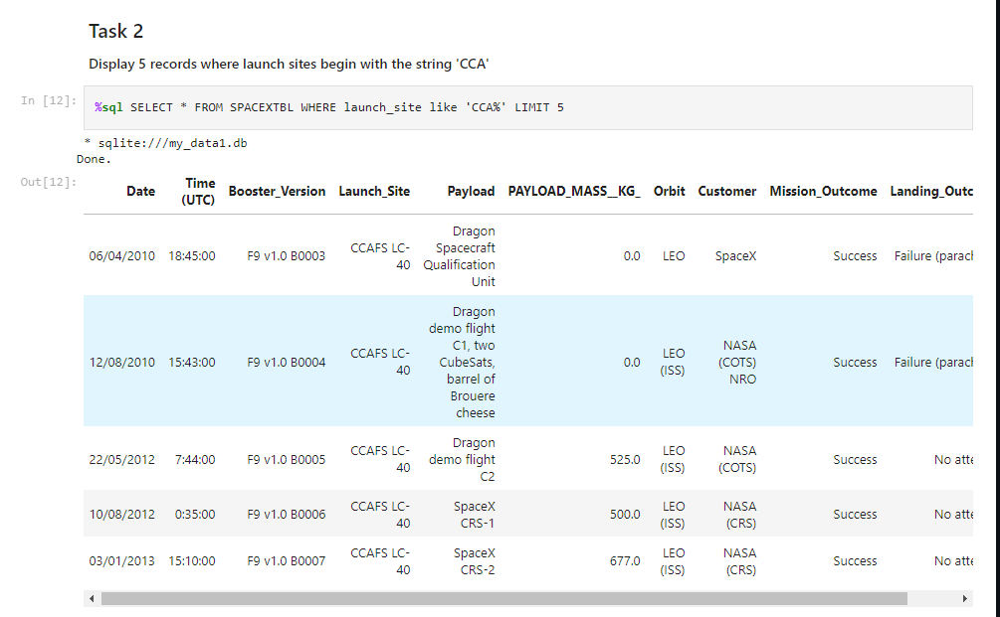 Task 2
Display 5 records where launch sites begin with the string 'CCA'
In [12]:
%sql SELECT * FROM SPACEXTBL WHERE launch_site like 'CCA%' LIMIT 5
* sqlite:///my_data1.db
Done.
Out[12]:
Date Time (UTC) Booster_Version Launch_Site Payload PAYLOAD_MASS__KG_ Orbit Customer Mission_Outcome Landing_Outc
06/04/2010 18:45:00 F9 v1.0 B0003 CCAFS LC-40 Dragon Spacecraft Qualification Unit 0.0 LEO SpaceX Success Failure (parach
12/08/2010 15:43:00 F9 v1.0 B0004 CCAFS LC-40 Dragon demo flight C1, two CubeSats, barrel of Brouere cheese 0.0 LEO (ISS) NASA (COTS) NRO Success Failure (parach
22/05/2012 7:44:00 F9 v1.0 B0005 CCAFS LC-40 Dragon demo flight C2 525.0 LEO (ISS) NASA (COTS) Success No atte
10/08/2012 0:35:00 F9 v1.0 B0006 CCAFS LC-40 SpaceX CRS-1 500.0 LEO (ISS) NASA (CRS) Success No atte
03/01/2013 15:10:00 F9 v1.0 B0007 CCAFS LC-40 SpaceX CRS-2 677.0 LEO (ISS) NASA (CRS) Success No atte